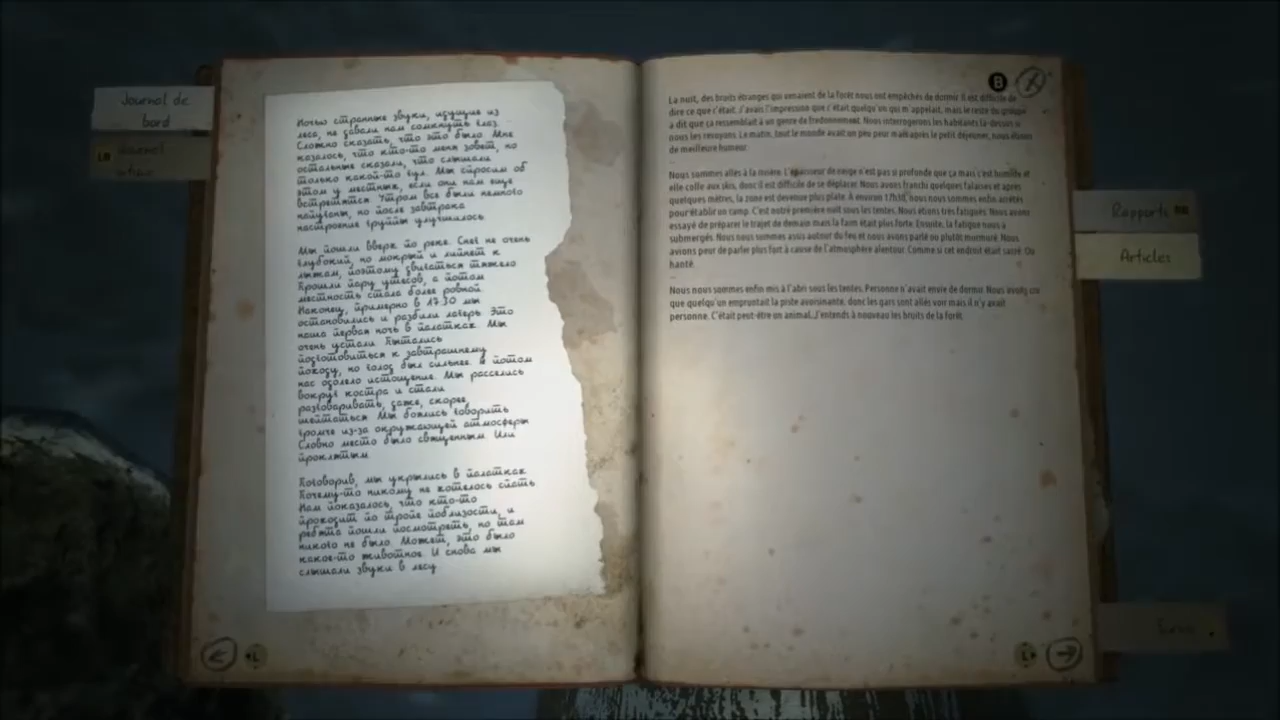 Journal de
bord
LB
Ночью странные звуки, идущие из
леса, не давали нам сомкнуть глаз.
Сложно сказать, что это было. Мне
казалось, что кто-то меня зовет, но
остальные сказали, что слышали
только какой-то гул. Мы спросим об
этом у местных, если они нам еще
встретятся Утром все были немного
напуганы, но после завтрака
настроение группы улучшилось
Мы пошли вверх по реке. Снег не очень
глубокий, но мокрый и липнет к
лыжам, поэтому двигаться тяжело
Прошли пару утесов, а потом
местность стала более ровной
Наконец, примерно в 17.30 мы
остановились и разбили лагерь Это
наша первая ночь в палатках. Мы
очень устали Пытались
подготовиться к завтрашнему
походу, но голод был сильнее. А потом
нас одолело истощение. Мы расселись
вокруг костра и стали
разговаривать, даже, скорее,
шептаться Мы боялись говорить
громче из-за окружающей атмосферы
Словно место было священным. Или
проклятым
Поговорив, мы укрылись в палатках
Почему-то никому не хотелось спать
Нам показалось, что кто-то
проходит по тропе поблизости, и
ребята пошли посмотреть, но там
никого не было. Может, это было
какое-то животное. И снова мы
слышали звуки в лесу
L
B
La nuit, des bruits étranges qui venaient de la forêt nous ont empêchés de dormir. Il est difficile de
dire ce que c'était. J'avais l'impression que c'était quelqu'un qui m'appelait, mais le reste du groupe
a dit que ça ressemblait à un genre de fredonnement. Nous interrogerons les habitants là-dessus si
nous les revoyons. Le matin, tout le monde avait un peu peur mais après le petit déjeuner, nous étions
de meilleure humeur.
Nous sommes allés à la rivière. L'épaisseur de neige n'est pas si profonde que ça mais c'est humide et
elle colle aux skis, donc il est difficile de se déplacer. Nous avons franchi quelques falaises et après
quelques mètres, la zone est devenue plus plate. À environ 17h30, nous nous sommes enfin arrêtés
pour établir un camp. C'est notre première nuit sous les tentes. Nous étions très fatigués. Nous avons
essayé de préparer le trajet de demain mais la faim était plus forte. Ensuite, la fatigue nous a
submergés. Nous nous sommes assis autour du feu et nous avons parlé ou plutôt murmuré. Nous
avions peur de parler plus fort à cause de l'atmosphère alentour. Comme si cet endroit était sacré. Ou
hanté.
Nous nous sommes enfin mis à l'abri sous les tentes. Personne n'avait envie de dormir. Nous avons cru
que quelqu'un empruntait la piste avoisinante, donc les gars sont allés voir mais il n'y avait
personne. C'était peut-être un animal...J'entends à nouveau les bruits de la forêt.
L
Rapports RB
Articles